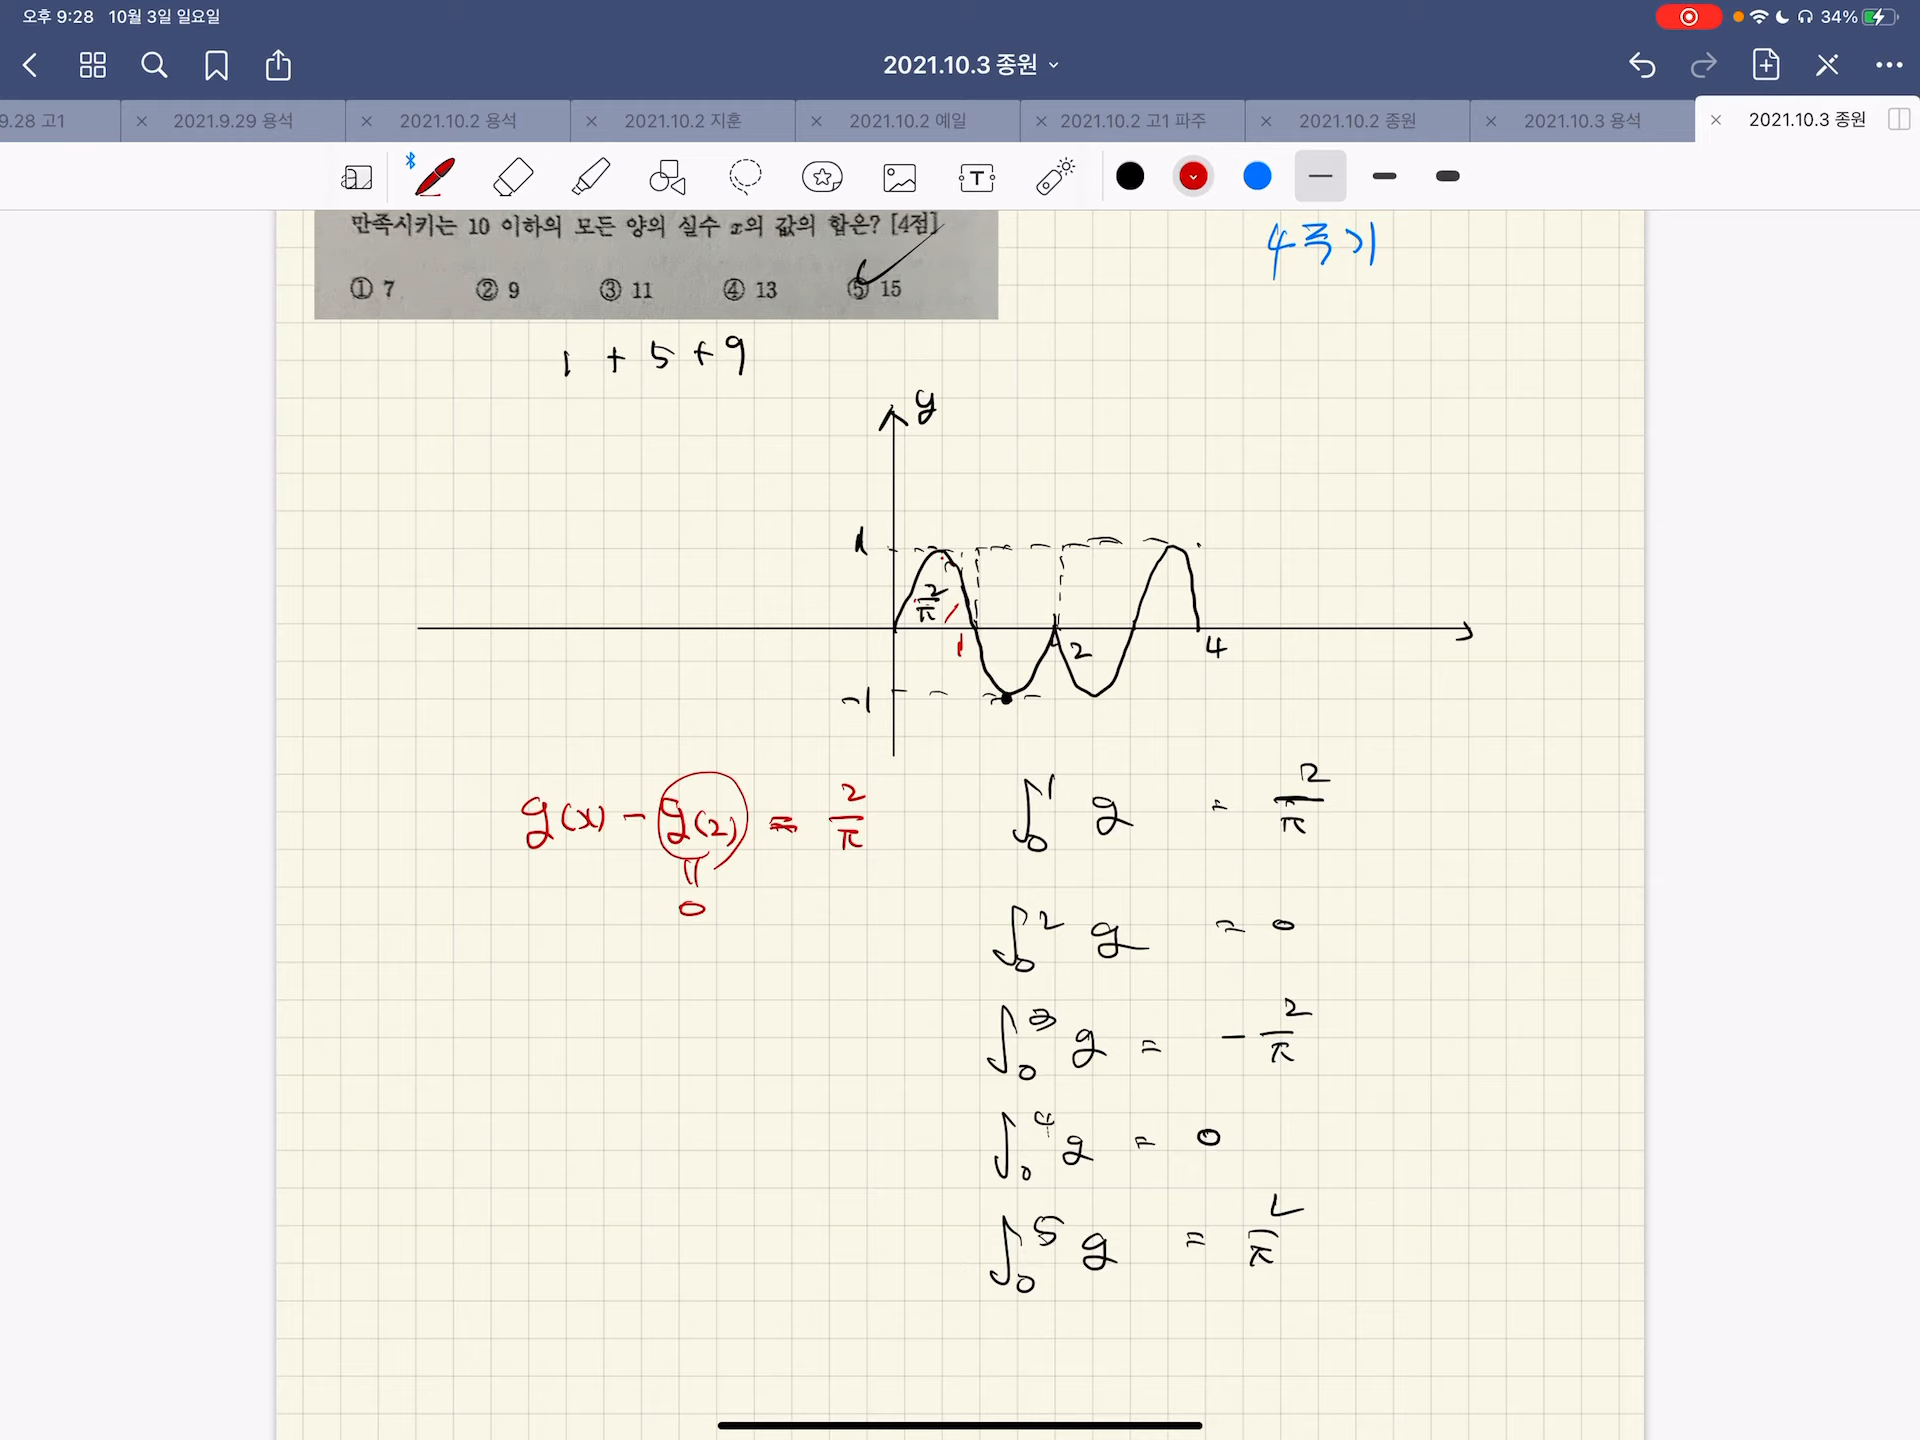 오후 9:28 10월 3일 일요일
34%
2021.10.3 종원
9.28 고1
2021.9.29 용석
2021.10.2 용석
2021.10.2 지훈
2021.10.2 예일
2021.10.2 고1 파주
2021.10.2 종원
2021.10.3 용석
2021.10.3 종원
만족시키는 10 이하의 모든 양의 실수 x의 값의 합은? [4점]
4주기
① 7 ② 9 ③ 11 ④ 13 ⑤ 15
1 + 5 + 9
y
1
2/π
1
2
4
-1
g(x) - g(2) = 2/π
0
∫₀¹ g = 2/π
∫₀² g = 0
∫₀³ g = -2/π
∫₀⁴ g = 0
∫₀⁵ g = 2/π